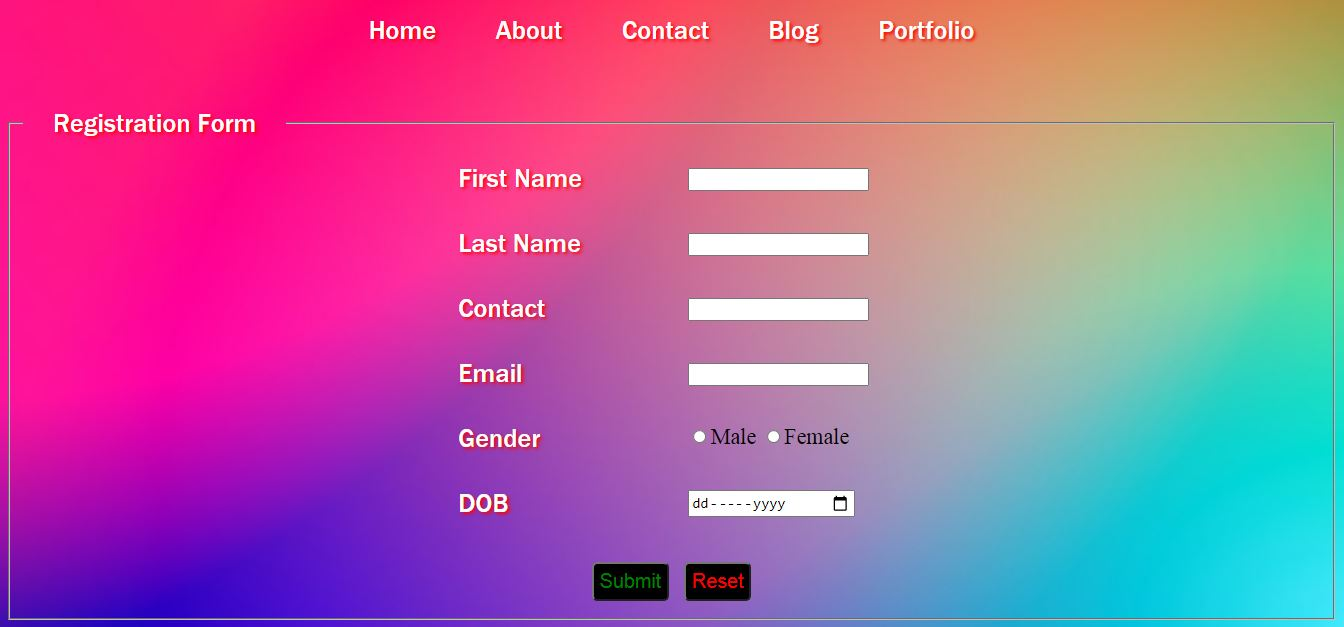 Home About Contact Blog Portfolio
Registration Form
First Name
Last Name
Contact
Email
Gender Male Female
DOB dd-----yyyy
Submit Reset